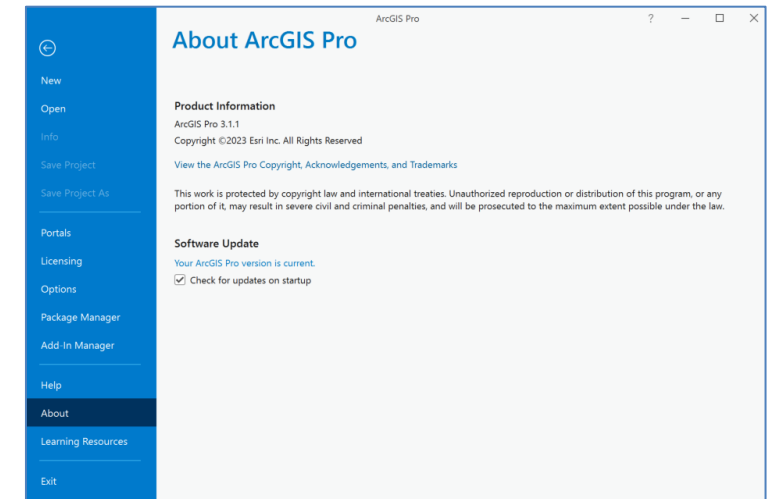 ArcGIS Pro
?
About ArcGIS Pro
New
Open
Info
Save Project
Save Project As
Portals
Licensing
Options
Package Manager
Add-In Manager
Help
About
Learning Resources
Exit
Product Information
ArcGIS Pro 3.1.1
Copyright ©2023 Esri Inc. All Rights Reserved
View the ArcGIS Pro Copyright, Acknowledgements, and Trademarks
This work is protected by copyright law and international treaties. Unauthorized reproduction or distribution of this program, or any
portion of it, may result in severe civil and criminal penalties, and will be prosecuted to the maximum extent possible under the law.
Software Update
Your ArcGIS Pro version is current.
Check for updates on startup